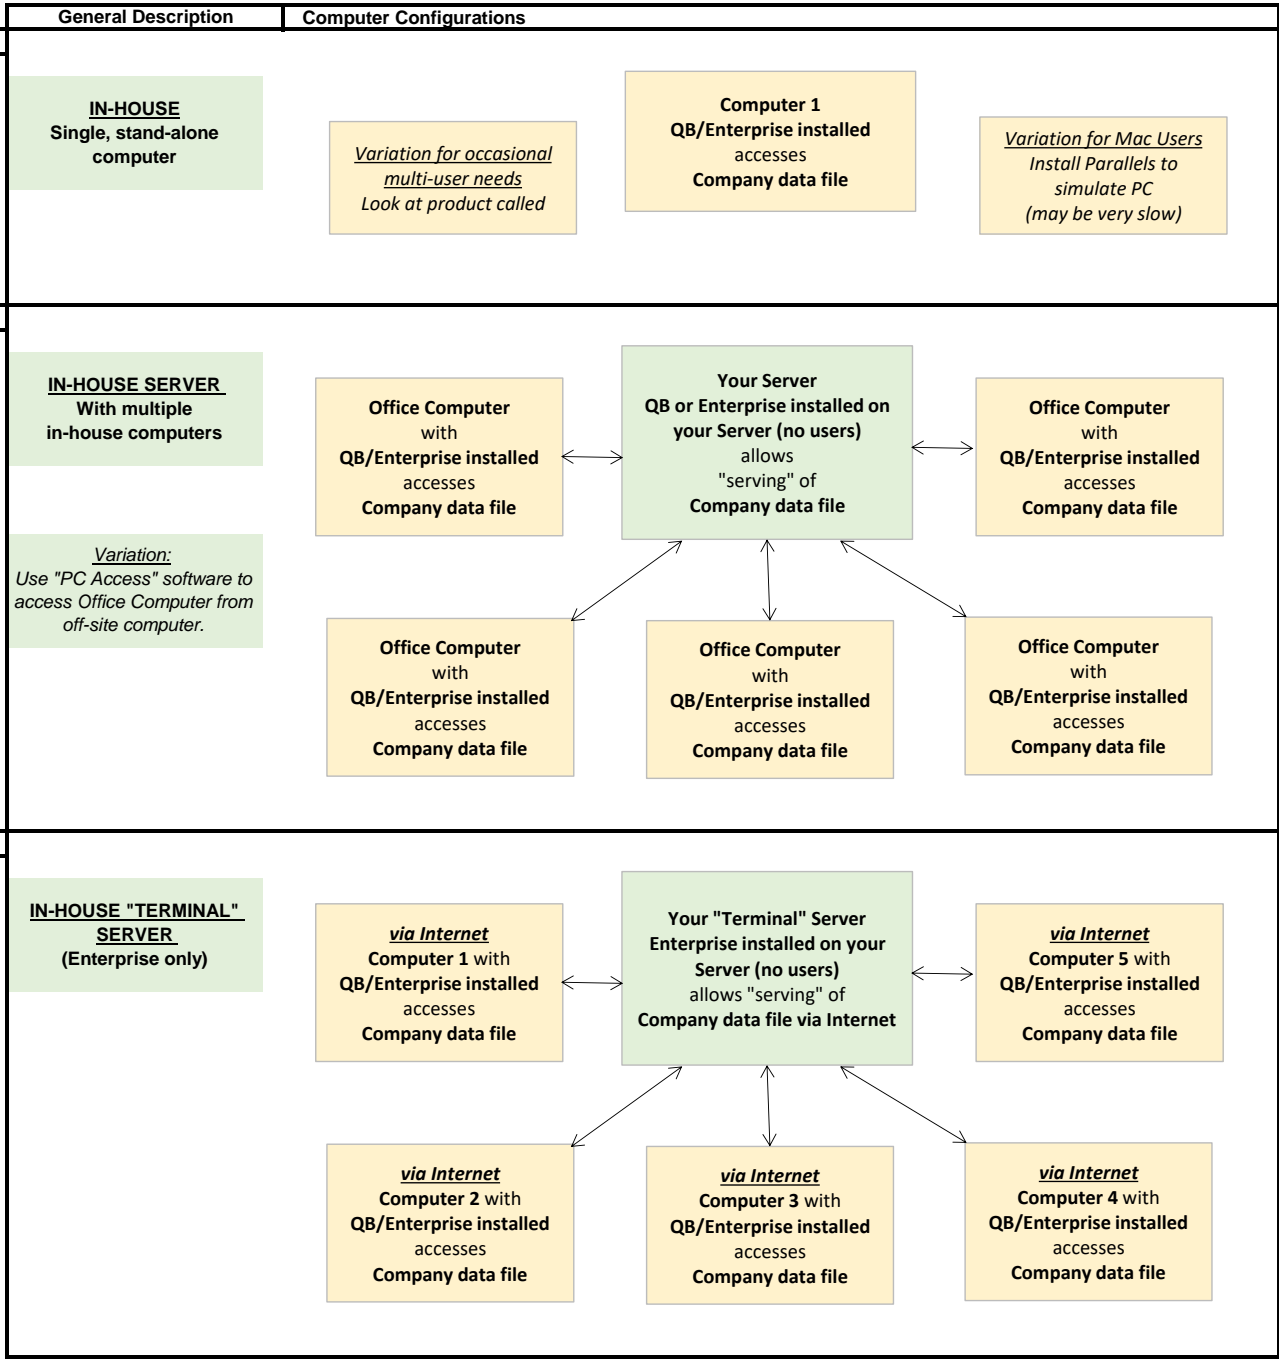 General Description
Computer Configurations
IN-HOUSE
Single, stand-alone
computer
Variation for occasional
multi-user needs
Look at product called
Computer 1
QB/Enterprise installed
accesses
Company data file
Variation for Mac Users
Install Parallels to
simulate PC
(may be very slow)
IN-HOUSE SERVER
With multiple
in-house computers
Variation:
Use "PC Access" software to
access Office Computer from
off-site computer.
Office Computer
with
QB/Enterprise installed
accesses
Company data file
Your Server
QB or Enterprise installed on
your Server (no users)
allows
"serving" of
Company data file
Office Computer
with
QB/Enterprise installed
accesses
Company data file
Office Computer
with
QB/Enterprise installed
accesses
Company data file
Office Computer
with
QB/Enterprise installed
accesses
Company data file
Office Computer
with
QB/Enterprise installed
accesses
Company data file
IN-HOUSE "TERMINAL"
SERVER
(Enterprise only)
via Internet
Computer 1 with
QB/Enterprise installed
accesses
Company data file
Your "Terminal" Server
Enterprise installed on your
Server (no users)
allows "serving" of
Company data file via Internet
via Internet
Computer 5 with
QB/Enterprise installed
accesses
Company data file
via Internet
Computer 2 with
QB/Enterprise installed
accesses
Company data file
via Internet
Computer 3 with
QB/Enterprise installed
accesses
Company data file
via Internet
Computer 4 with
QB/Enterprise installed
accesses
Company data file